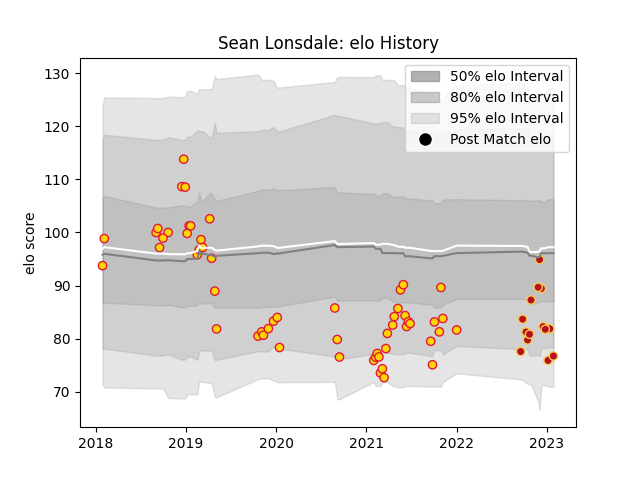 Sean Lonsdale: elo History
130
120
110
100
90
80
70
elo score
50% elo Interval
80% elo Interval
95% elo Interval
Post Match elo
2018
2019
2020
2021
2022
2023